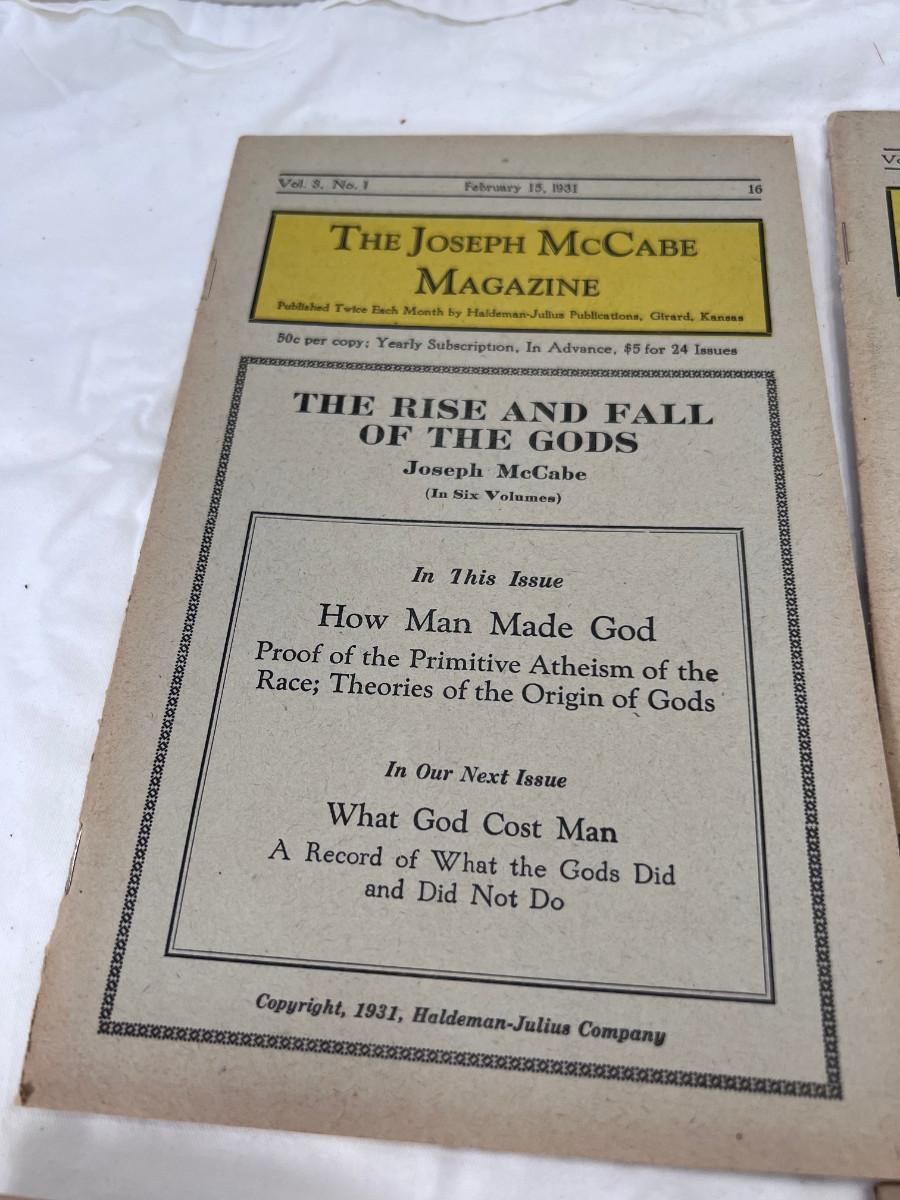 Vol. 3, No. 1 February 15, 1931 16
THE JOSEPH MCCABE
MAGAZINE
Published Twice Each Month by Haldeman-Julius Publications, Girard, Kansas
50c per copy; Yearly Subscription, In Advance, $5 for 24 Issues
THE RISE AND FALL
OF THE GODS
Joseph McCabe
(In Six Volumes)
In This Issue
How Man Made God
Proof of the Primitive Atheism of the
Race; Theories of the Origin of Gods
In Our Next Issue
What God Cost Man
A Record of What the Gods Did
and Did Not Do
Copyright, 1931, Haldeman-Julius Company